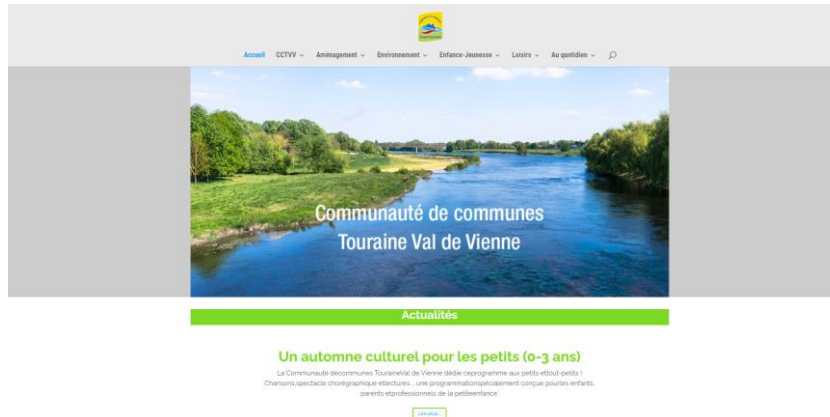 Accueil CCTVV Aménagement Environnement Enfance-Jeunesse Loisirs Au quotidien
Communauté de communes
Touraine Val de Vienne
Actualités
Un automne culturel pour les petits (0-3 ans)
La Communauté decommunes TouraineVal de Vienne dédie ceprogramme aux petits ettout-petits !
Chansons,spectacle chorégraphique etlectures... une programmationspécialement conçue pourles enfants,
parents etprofessionnels de la petiteenfance.